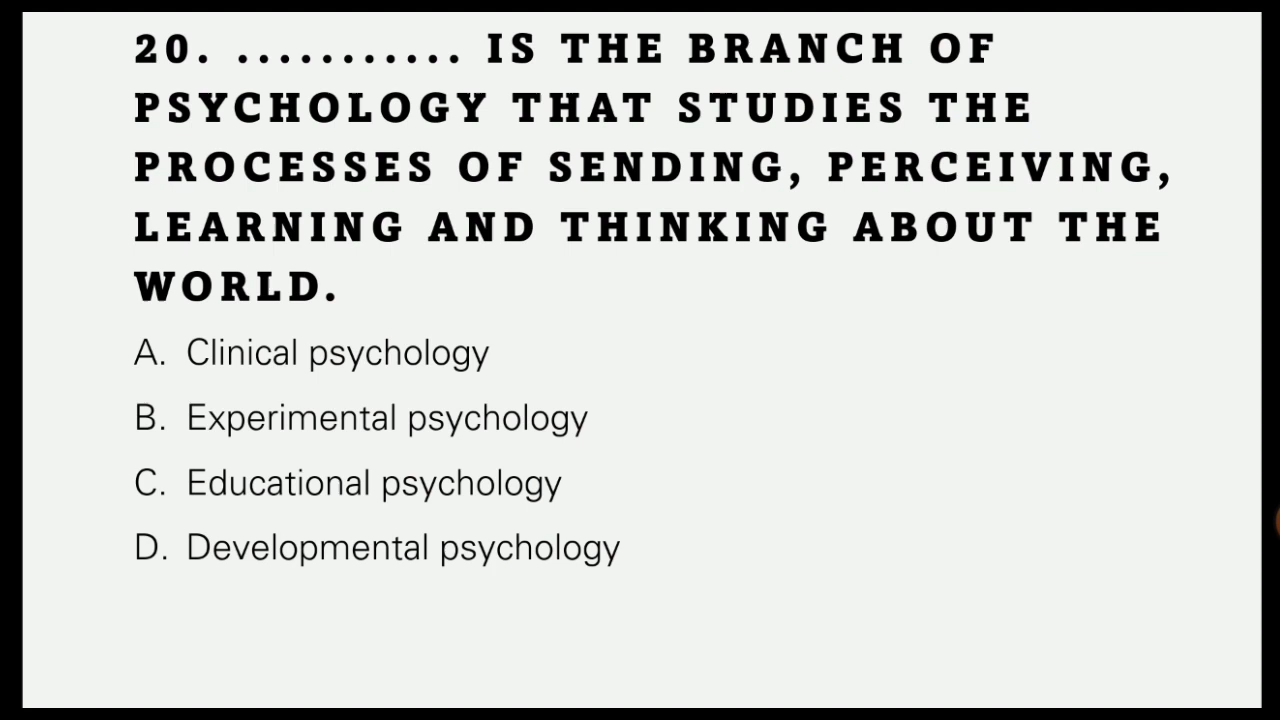 20. ........... IS THE BRANCH OF
PSYCHOLOGY THAT STUDIES THE
PROCESSES OF SENDING, PERCEIVING,
LEARNING AND THINKING ABOUT THE
WORLD.
A. Clinical psychology
B. Experimental psychology
C. Educational psychology
D. Developmental psychology